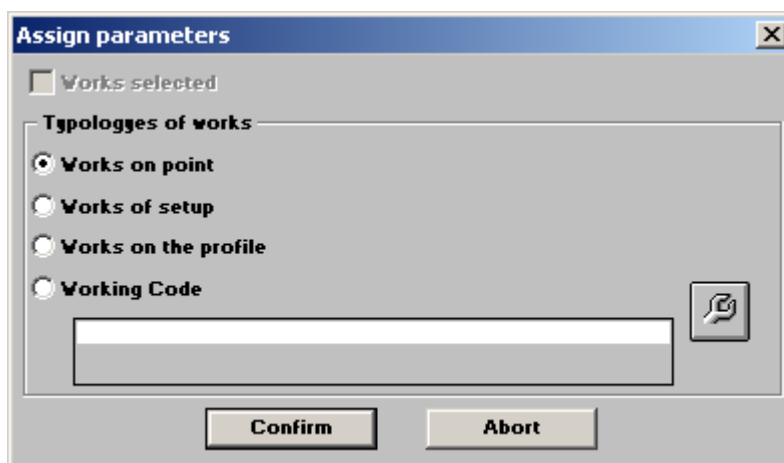 Assign parameters
Works selected
Typologyes of works
Works on point
Works of setup
Works on the profile
Working Code
Confirm
Abort